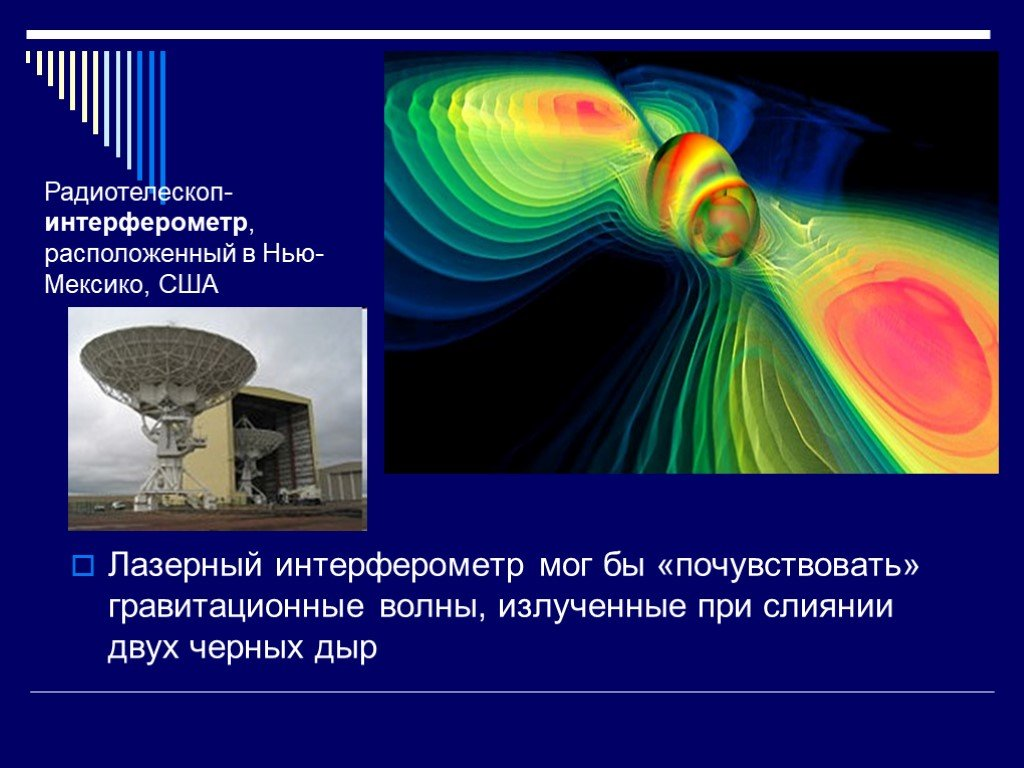 Радиотелескоп-
интерферометр,
расположенный в Нью-
Мексико, США
Лазерный интерферометр мог бы «почувствовать»
гравитационные волны, излученные при слиянии
двух черных дыр